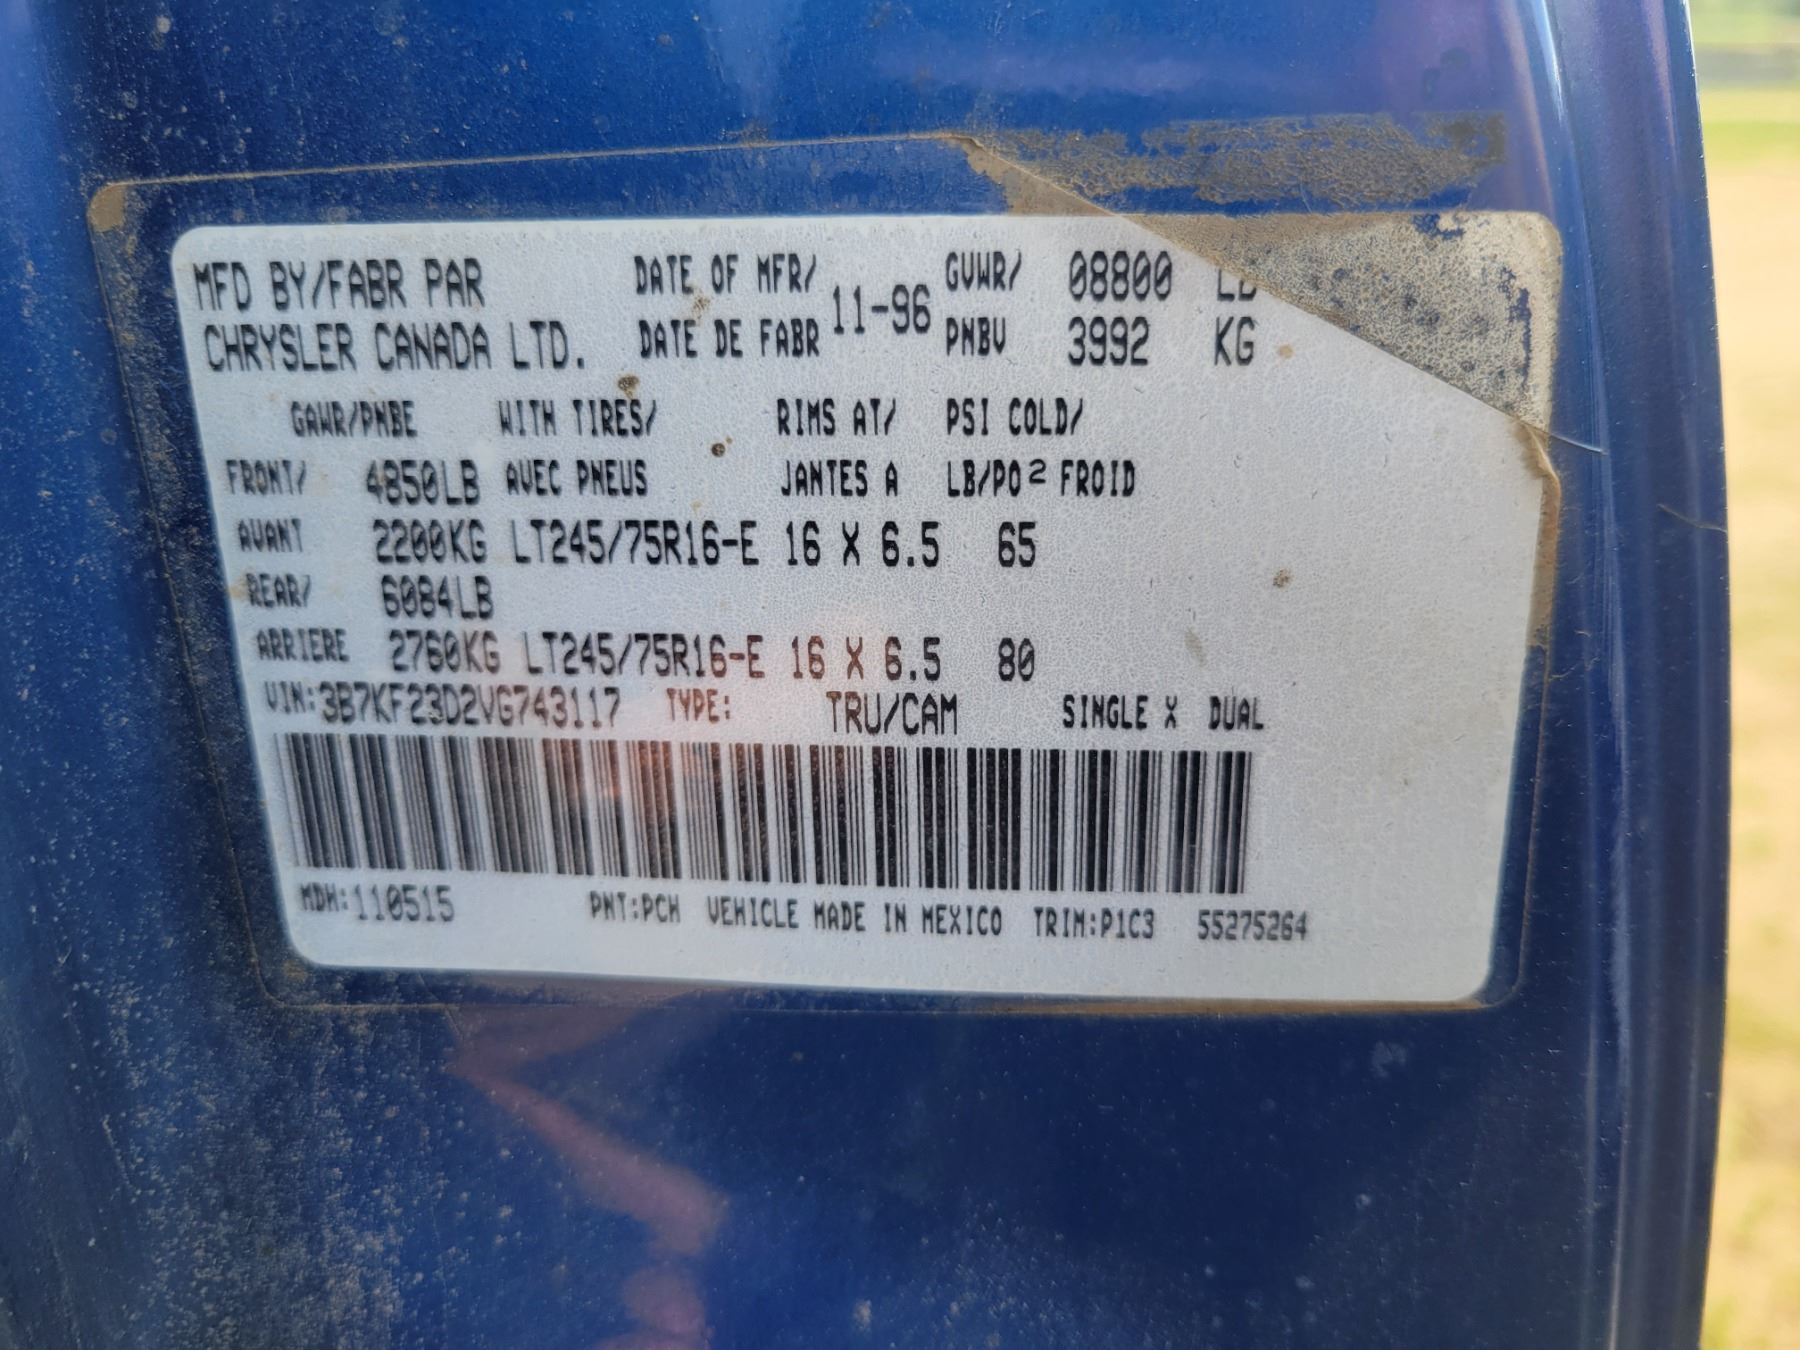 MFD BY/FABR PAR DATE OF MFR/ 11-96 GVWR/ 08800 LB
CHRYSLER CANADA LTD. DATE DE FABR PNBV 3992 KG
GAWR/PNBE WITH TIRES/ RIMS AT/ PSI COLD/
FRONT/ 4850LB AVEC PNEUS JANTES A LB/PO² FROID
AVANT 2200KG LT245/75R16-E 16 X 6.5 65
REAR/ 6084LB
ARRIERE 2760KG LT245/75R16-E 16 X 6.5 80
VIN:3B7KF23D2VG743117 TYPE: TRU/CAM SINGLE X DUAL
MDH:110515 PNT:PCH VEHICLE MADE IN MEXICO TRIM:P1C3 55275264